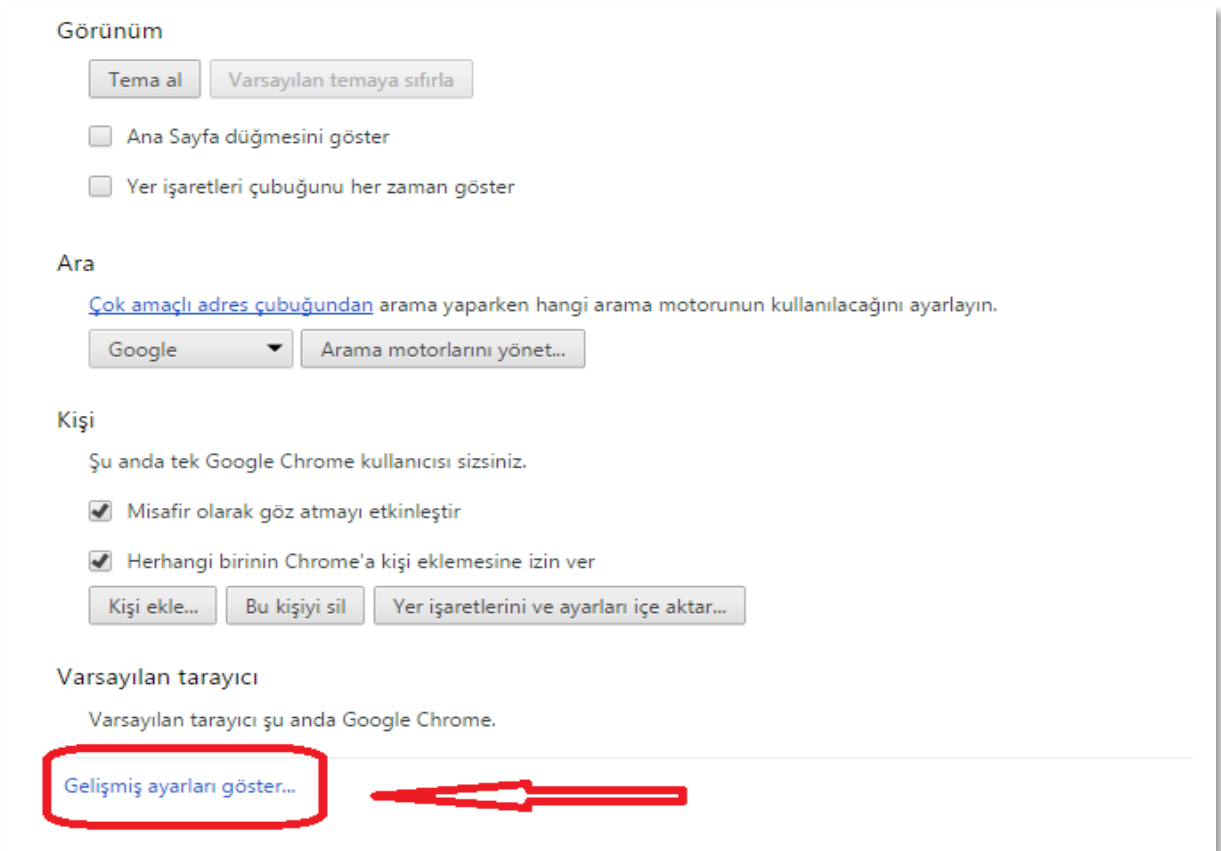 Görünüm
Tema al Varsayılan temaya sıfırla
Ana Sayfa düğmesini göster
Yer işaretleri çubuğunu her zaman göster
Ara
Çok amaçlı adres çubuğundan arama yaparken hangi arama motorunun kullanılacağını ayarlayın.
Google Arama motorlarını yönet...
Kişi
Şu anda tek Google Chrome kullanıcısı sizsiniz.
Misafir olarak göz atmayı etkinleştir
Herhangi birinin Chrome'a kişi eklemesine izin ver
Kişi ekle... Bu kişiyi sil Yer işaretlerini ve ayarları içe aktar...
Varsayılan tarayıcı
Varsayılan tarayıcı şu anda Google Chrome.
Gelişmiş ayarları göster...